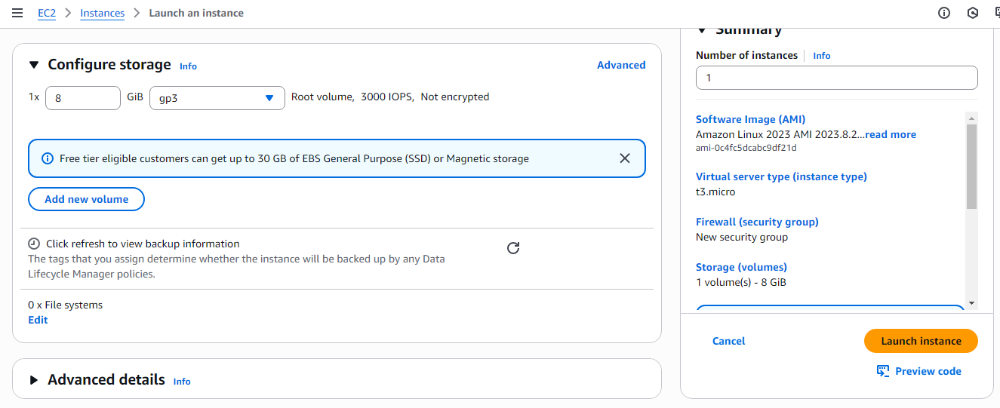 EC2 > Instances > Launch an instance
Configure storage Info
Advanced
1x 8 GiB gp3 Root volume, 3000 IOPS, Not encrypted
Free tier eligible customers can get up to 30 GB of EBS General Purpose (SSD) or Magnetic storage
Add new volume
Click refresh to view backup information
The tags that you assign determine whether the instance will be backed up by any Data
Lifecycle Manager policies.
0 x File systems
Edit
Advanced details Info
Summary
Number of instances Info
1
Software Image (AMI)
Amazon Linux 2023 AMI 2023.8.2...read more
ami-0c4fc5dcabc9df21d
Virtual server type (instance type)
t3.micro
Firewall (security group)
New security group
Storage (volumes)
1 volume(s) - 8 GiB
Cancel
Launch instance
Preview code